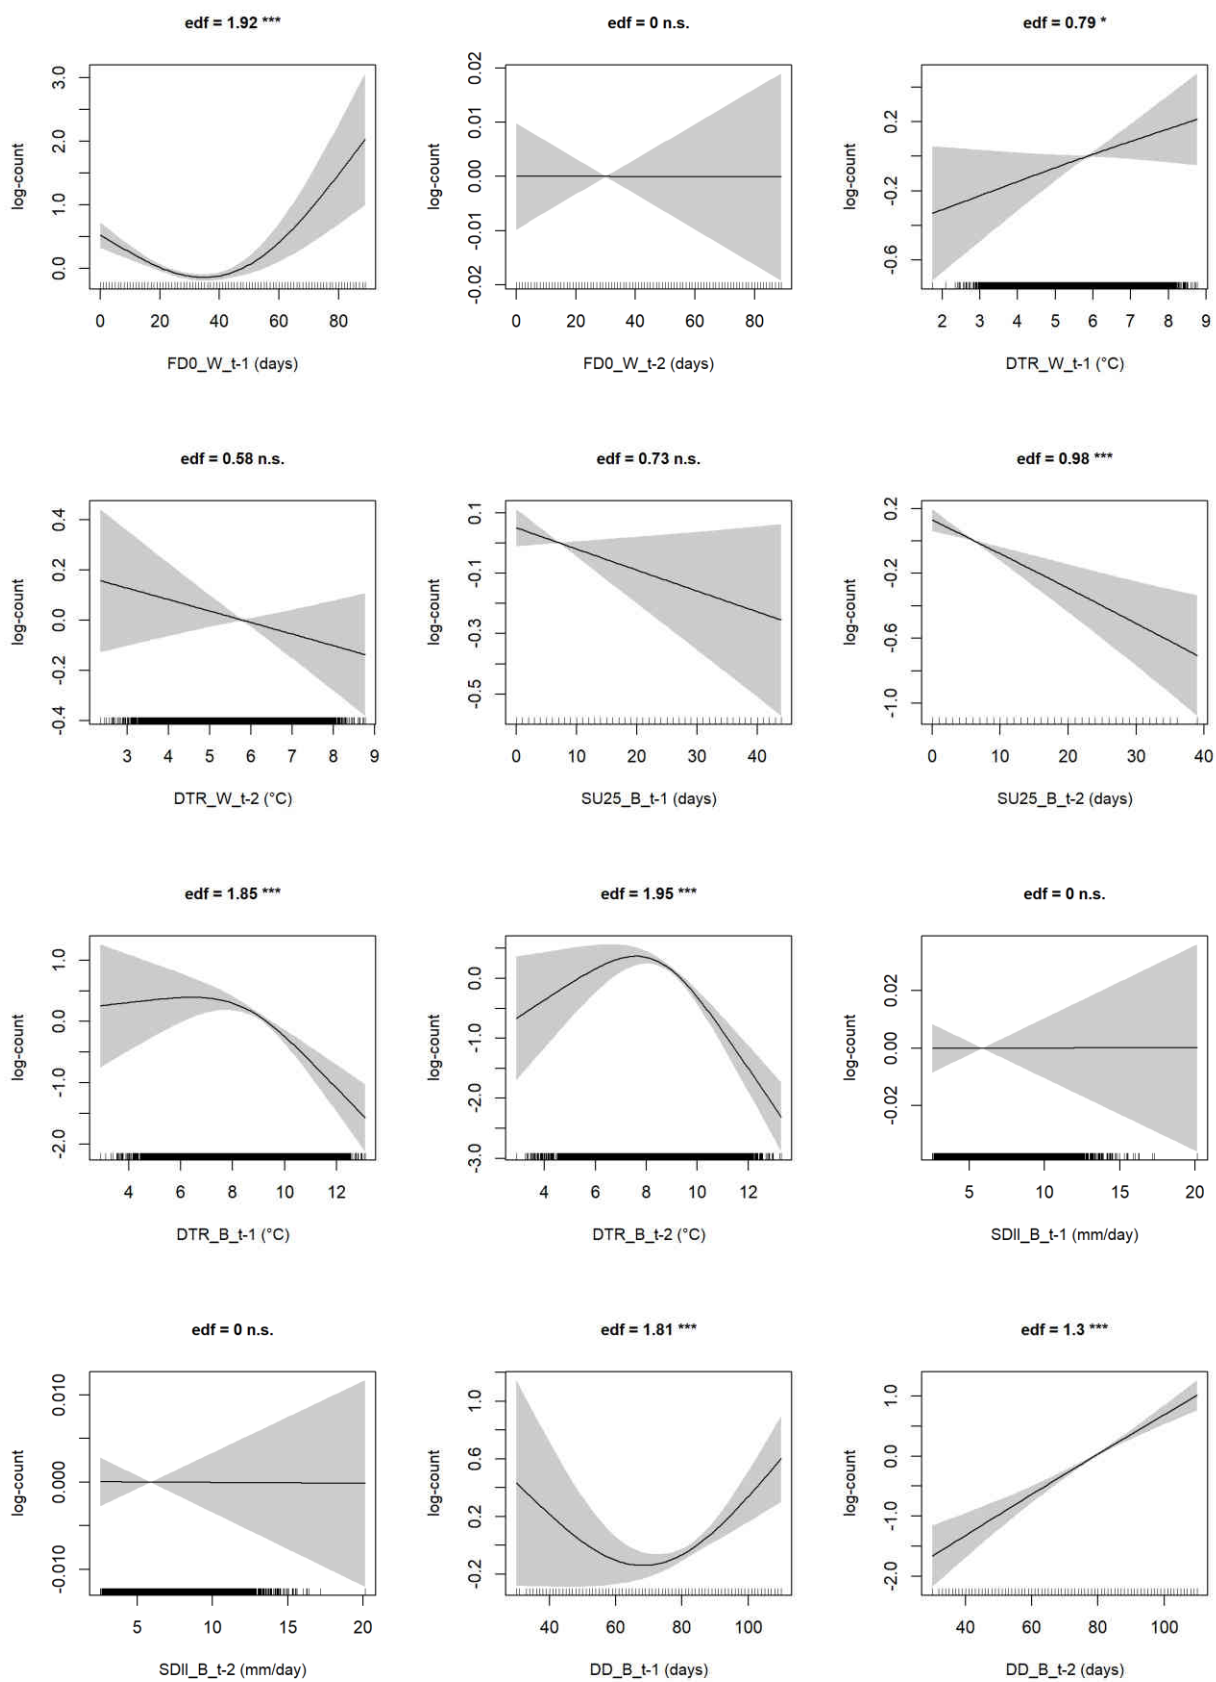 edf = 1.92 ***
log-count
3.0
2.0
1.0
0.0
0 20 40 60 80
FD0_W_t-1 (days)
edf = 0 n.s.
log-count
0.02
0.01
0.00
-0.01
-0.02
0 20 40 60 80
FD0_W_t-2 (days)
edf = 0.79 *
log-count
0.2
-0.2
-0.6
2 3 4 5 6 7 8 9
DTR_W_t-1 (°C)
edf = 0.58 n.s.
log-count
0.4
0.2
0.0
-0.2
-0.4
3 4 5 6 7 8 9
DTR_W_t-2 (°C)
edf = 0.73 n.s.
log-count
0.1
-0.1
-0.3
-0.5
0 10 20 30 40
SU25_B_t-1 (days)
edf = 0.98 ***
log-count
0.2
-0.2
-0.6
-1.0
0 10 20 30 40
SU25_B_t-2 (days)
edf = 1.85 ***
log-count
1.0
0.0
-1.0
-2.0
4 6 8 10 12
DTR_B_t-1 (°C)
edf = 1.95 ***
log-count
0.0
-1.0
-2.0
-3.0
4 6 8 10 12
DTR_B_t-2 (°C)
edf = 0 n.s.
log-count
0.02
0.00
-0.02
5 10 15 20
SDII_B_t-1 (mm/day)
edf = 0 n.s.
log-count
0.010
0.000
-0.010
5 10 15 20
SDII_B_t-2 (mm/day)
edf = 1.81 ***
log-count
1.0
0.6
0.2
-0.2
40 60 80 100
DD_B_t-1 (days)
edf = 1.3 ***
log-count
1.0
0.0
-1.0
-2.0
40 60 80 100
DD_B_t-2 (days)